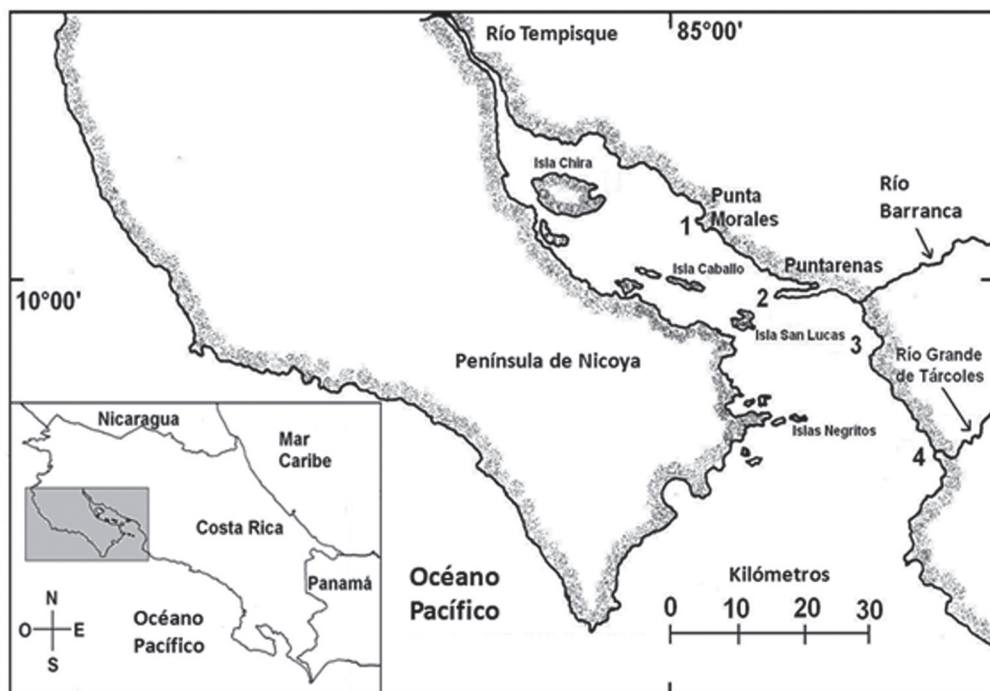 Río Tempisque
85°00'
Isla Chira
Punta
Morales
1
Río
Barranca
Isla Caballo
Puntarenas
10°00'
2
Isla San Lucas
3
Península de Nicoya
Río Grande
de Tárcoles
Islas Negritos
4
Nicaragua
Mar
Caribe
Costa Rica
Panamá
Océano
Pacífico
N
O
E
S
Océano
Pacífico
Kilómetros
0 10 20 30